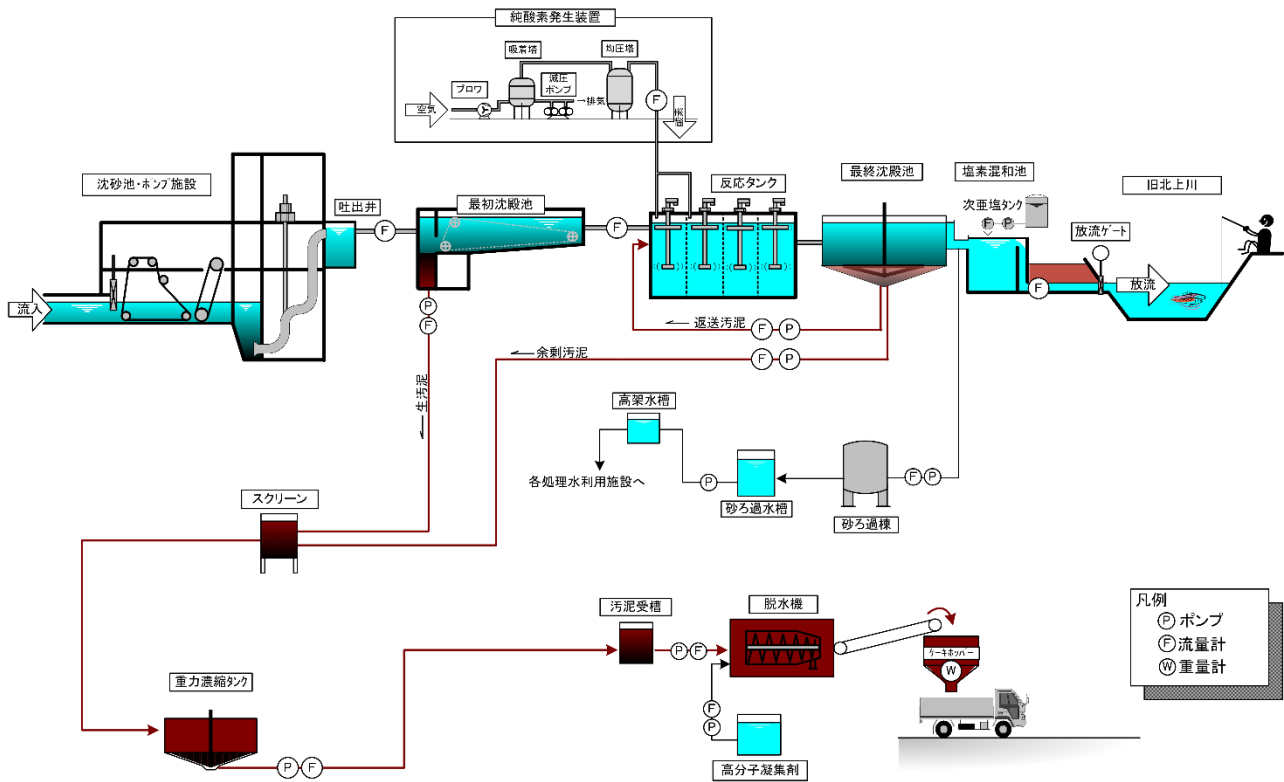 純酸素発生装置
吸着塔
均圧塔
ブロワ
減圧
ポンプ
空気
→排気
F
沈砂池・ポンプ施設
吐出井
最初沈殿池
反応タンク
最終沈殿池
塩素混和池
次亜塩タンク
旧北上川
放流ゲート
流入
F
F
F
F
F
放流
P
F
返送汚泥
F
P
余剰汚泥
F
P
生汚泥
高架水槽
各処理水利用施設へ
P
砂ろ過水槽
砂ろ過棟
F
P
スクリーン
汚泥受槽
脱水機
P
F
ケーキホッパー
W
凡例
P ポンプ
F 流量計
W 重量計
重力濃縮タンク
P
F
F
P
高分子凝集剤